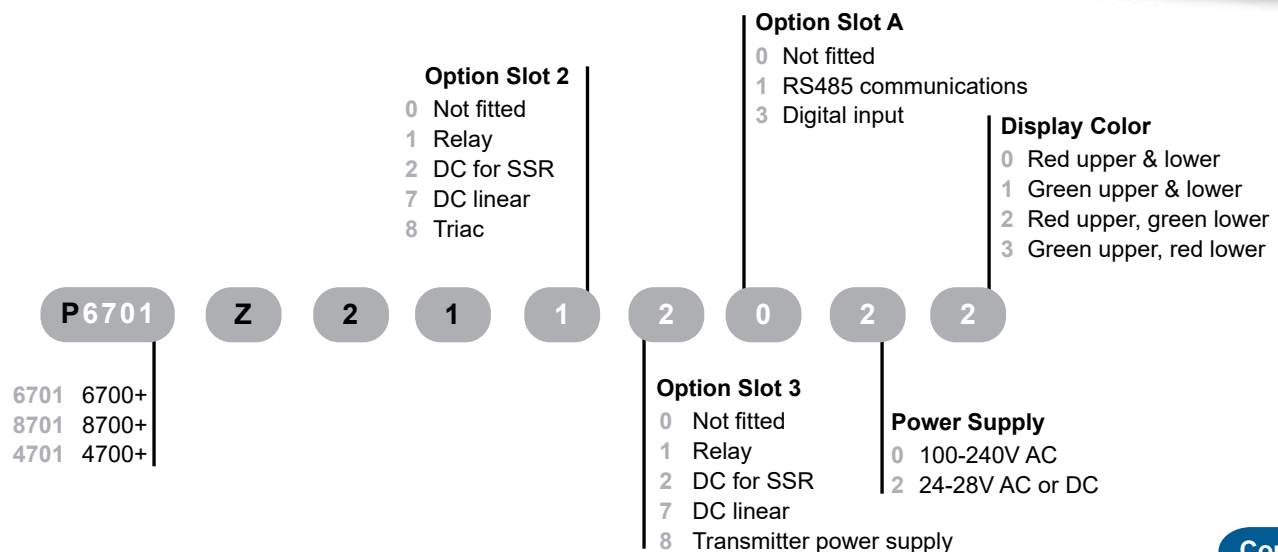 Option Slot A
0 Not fitted
1 RS485 communications
3 Digital input
Option Slot 2
0 Not fitted
1 Relay
2 DC for SSR
7 DC linear
8 Triac
Display Color
0 Red upper & lower
1 Green upper & lower
2 Red upper, green lower
3 Green upper, red lower
P6701 Z 2 1 1 2 0 2 2
6701 6700+
8701 8700+
4701 4700+
Option Slot 3
0 Not fitted
1 Relay
2 DC for SSR
7 DC linear
8 Transmitter power supply
Power Supply
0 100-240V AC
2 24-28V AC or DC